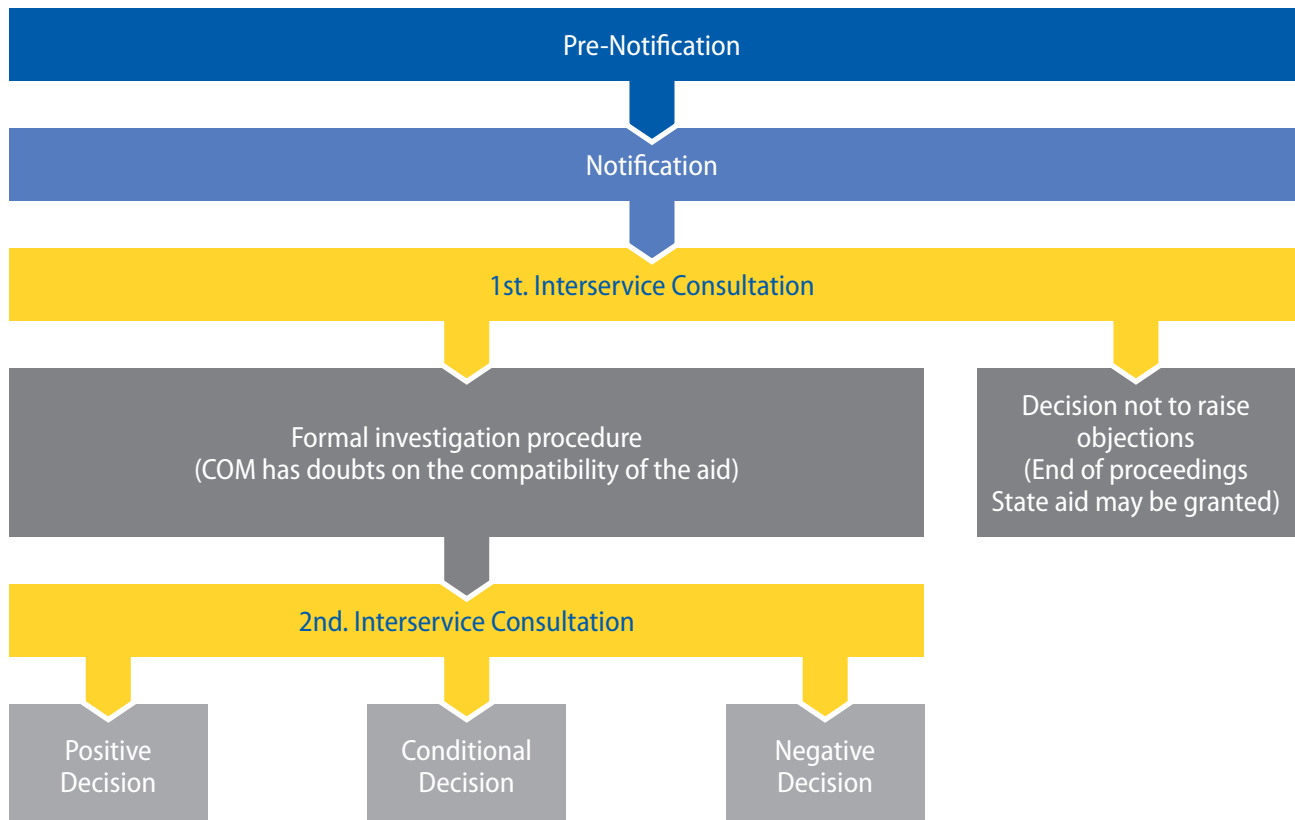 Pre-Notification
Notification
1st. Interservice Consultation
Formal investigation procedure
(COM has doubts on the compatibility of the aid)
Decision not to raise
objections
(End of proceedings
State aid may be granted)
2nd. Interservice Consultation
Positive
Decision
Conditional
Decision
Negative
Decision